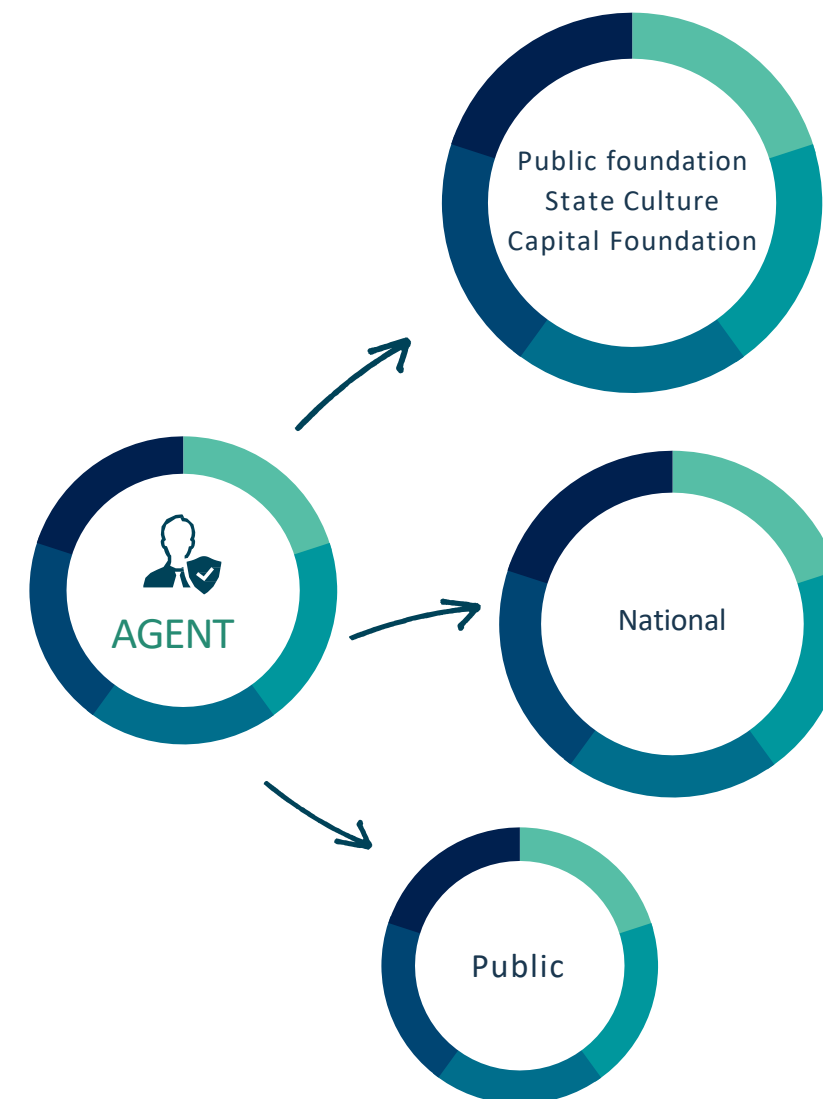 Public foundation
State Culture
Capital Foundation
AGENT
National
Public